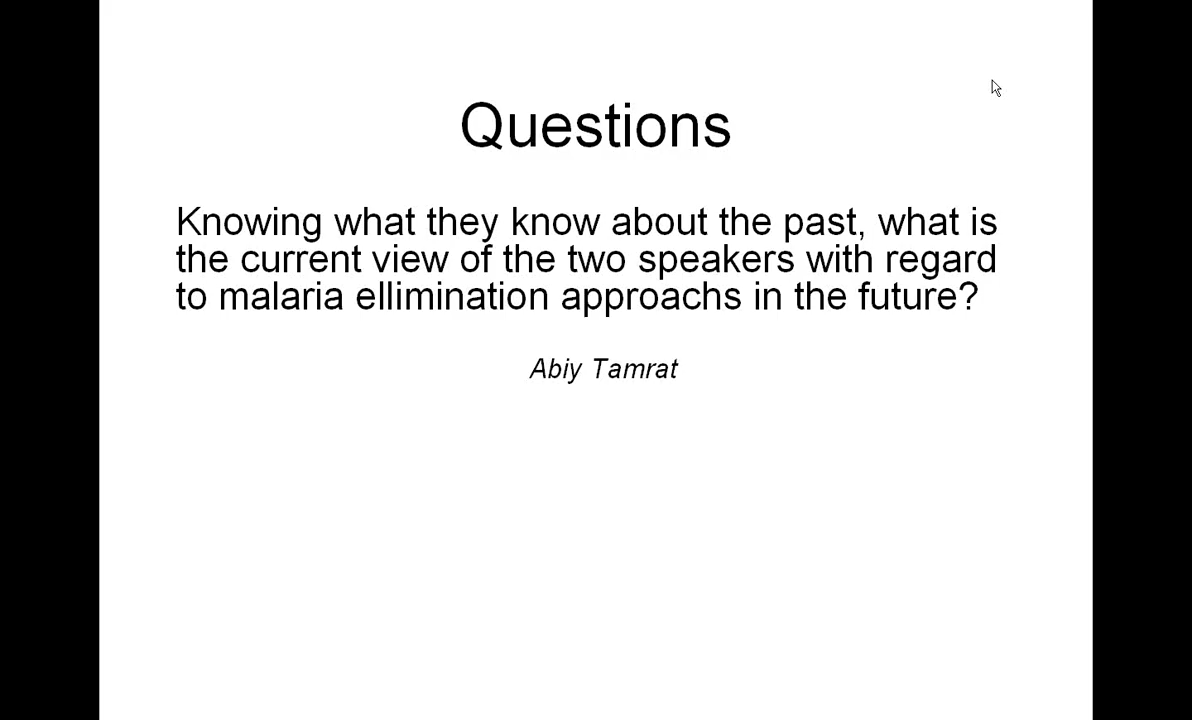 Questions
Knowing what they know about the past, what is
the current view of the two speakers with regard
to malaria ellimination approachs in the future?
Abiy Tamrat